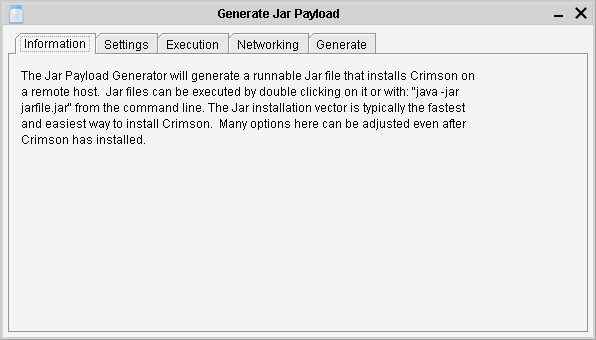 Generate Jar Payload
Information Settings Execution Networking Generate
The Jar Payload Generator will generate a runnable Jar file that installs Crimson on
a remote host.  Jar files can be executed by double clicking on it or with: "java -jar
jarfile.jar" from the command line. The Jar installation vector is typically the fastest
and easiest way to install Crimson.  Many options here can be adjusted even after
Crimson has installed.